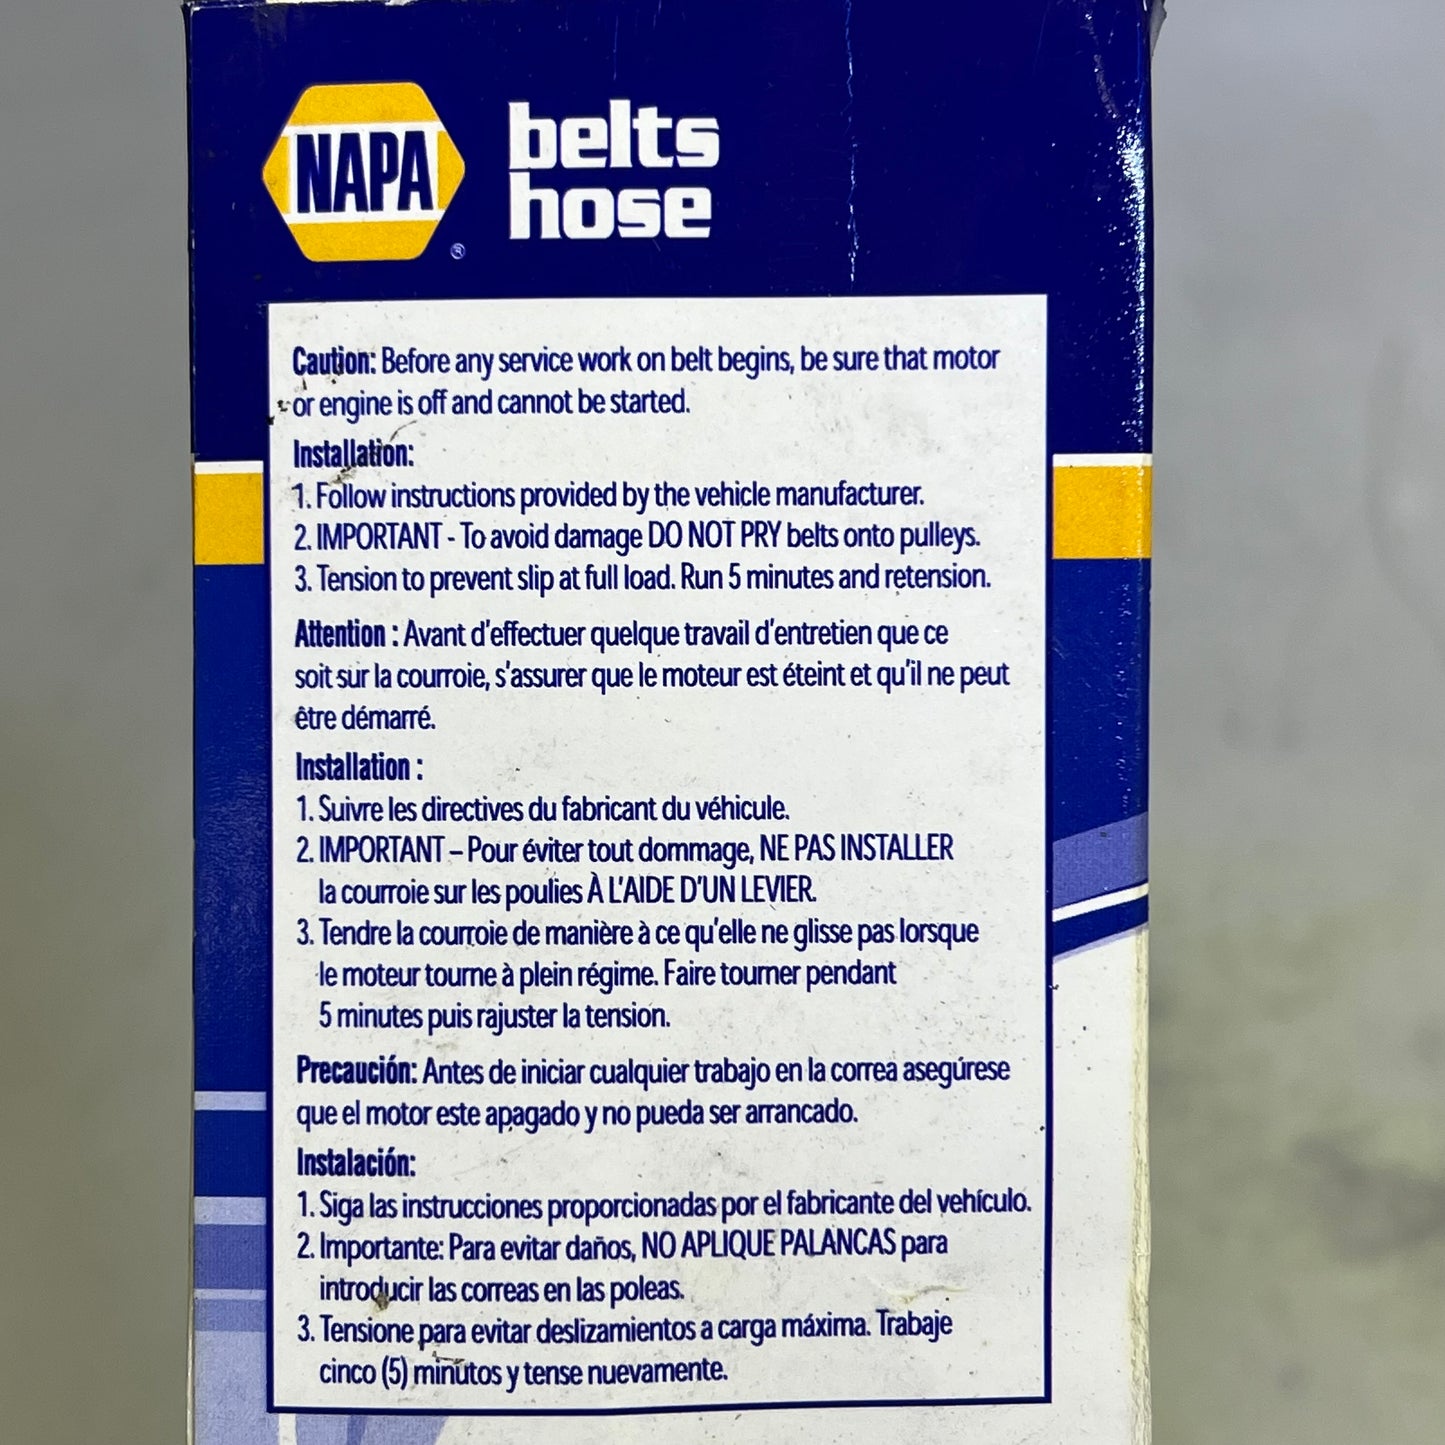 NAPA
®
belts
hose
Caution: Before any service work on belt begins, be sure that motor
or engine is off and cannot be started.
Installation:
1. Follow instructions provided by the vehicle manufacturer.
2. IMPORTANT - To avoid damage DO NOT PRY belts onto pulleys.
3. Tension to prevent slip at full load. Run 5 minutes and retension.
Attention : Avant d'effectuer quelque travail d'entretien que ce
soit sur la courroie, s'assurer que le moteur est éteint et qu'il ne peut
être démarré.
Installation :
1. Suivre les directives du fabricant du véhicule.
2. IMPORTANT – Pour éviter tout dommage, NE PAS INSTALLER
la courroie sur les poulies À L'AIDE D'UN LEVIER.
3. Tendre la courroie de manière à ce qu'elle ne glisse pas lorsque
le moteur tourne à plein régime. Faire tourner pendant
5 minutes puis rajuster la tension.
Precaución: Antes de iniciar cualquier trabajo en la correa asegúrese
que el motor este apagado y no pueda ser arrancado.
Instalación:
1. Siga las instrucciones proporcionadas por el fabricante del vehículo.
2. Importante: Para evitar daños, NO APLIQUE PALANCAS para
introducir las correas en las poleas.
3. Tensione para evitar deslizamientos a carga máxima. Trabaje
cinco (5) minutos y tense nuevamente.